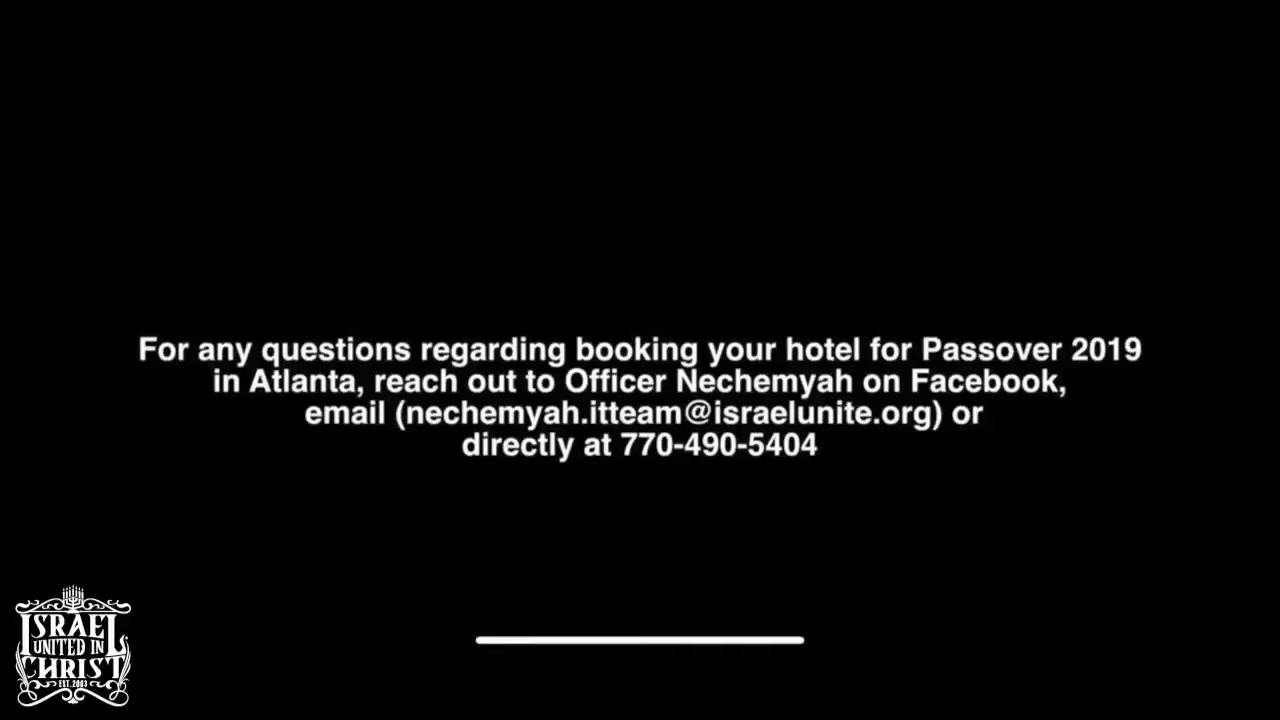 For any questions regarding booking your hotel for Passover 2019
in Atlanta, reach out to Officer Nechemyah on Facebook,
email (nechemyah.itteam@israelunite.org) or
directly at 770-490-5404
ISRAEL
UNITED IN
CHRIST
EST. 2003